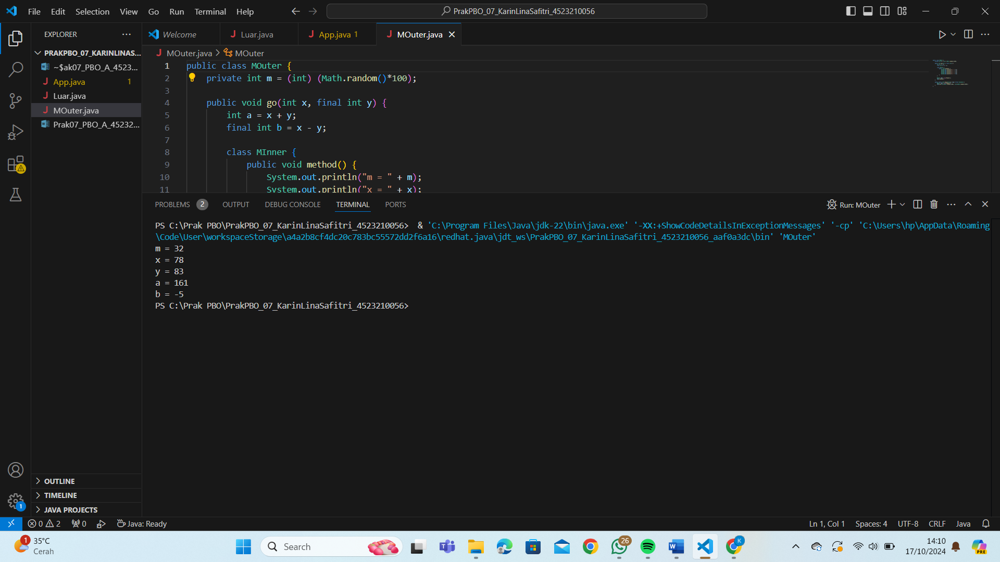 File Edit Selection View Go Run Terminal Help
PrakPBO_07_KarinLinaSafitri_4523210056
EXPLORER
Welcome
Luar.java
App.java 1
MOuter.java
PRAKPBO_07_KARINLINAS...
~$ak07_PBO_A_4523...
App.java 1
Luar.java
MOuter.java
Prak07_PBO_A_45232...
MOuter.java > MOuter
1 public class MOuter {
2 private int m = (int) (Math.random()*100);
3
4 public void go(int x, final int y) {
5 int a = x + y;
6 final int b = x - y;
7
8 class MInner {
9 public void method() {
10 System.out.println("m = " + m);
11 System.out.println("x = " + x);
PROBLEMS 2 OUTPUT DEBUG CONSOLE TERMINAL PORTS
Run: MOuter
PS C:\Prak PBO\PrakPBO_07_KarinLinaSafitri_4523210056> & 'C:\Program Files\Java\jdk-22\bin\java.exe' '-XX:+ShowCodeDetailsInExceptionMessages' '-cp' 'C:\Users\hp\AppData\Roaming
\Code\User\workspaceStorage\a4a2b8cf4dc20c783bc55572dd2f6a16\redhat.java\jdt_ws\PrakPBO_07_KarinLinaSafitri_4523210056_aaf0a3dc\bin' 'MOuter'
m = 32
x = 78
y = 83
a = 161
b = -5
PS C:\Prak PBO\PrakPBO_07_KarinLinaSafitri_4523210056>
OUTLINE
TIMELINE
JAVA PROJECTS
1
0 2 0 Java: Ready
Ln 1, Col 1 Spaces: 4 UTF-8 CRLF Java
1 35°C
Cerah
Search
26
K
14:10
17/10/2024
PRE